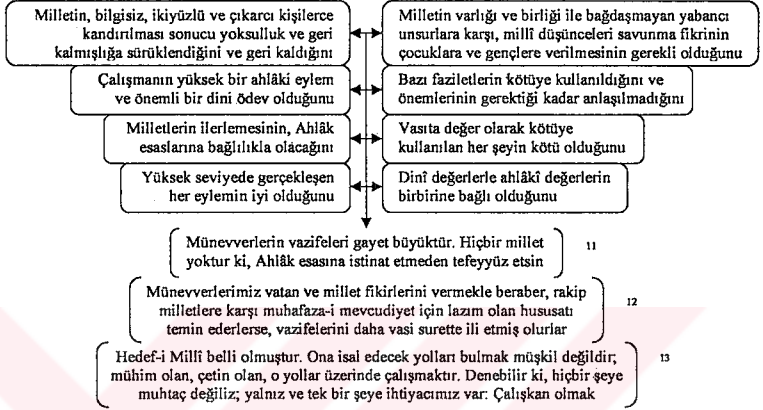 Milletin, bilgisiz, ikiyüzlü ve çıkarcı kişilerce
kandırılması sonucu yoksulluk ve geri
kalmışlığa sürüklendiğini ve geri kaldığını
Milletin varlığı ve birliği ile bağdaşmayan yabancı
unsurlara karşı, millî düşünceleri savunma fikrinin
çocuklara ve gençlere verilmesinin gerekli olduğunu
Çalışmanın yüksek bir ahlâki eylem
ve önemli bir dini ödev olduğunu
Bazı faziletlerin kötüye kullanıldığını ve
önemlerinin gerektiği kadar anlaşılmadığını
Milletlerin ilerlemesinin, Ahlâk
esaslarına bağlılıkla olacağını
Vasıta değer olarak kötüye
kullanılan her şeyin kötü olduğunu
Yüksek seviyede gerçekleşen
her eylemin iyi olduğunu
Dinî değerlerle ahlâkî değerlerin
birbirine bağlı olduğunu
Münevverlerin vazifeleri gayet büyüktür. Hiçbir millet
yoktur ki, Ahlâk esasına istinat etmeden tefeyyüz etsin
11
Münevverlerimiz vatan ve millet fikirlerini vermekle beraber, rakip
milletlere karşı muhafaza-i mevcudiyet için lazım olan hususatı
temin ederlerse, vazifelerini daha vasi surette ili etmiş olurlar
12
Hedef-i Millî belli olmuştur. Ona isal edecek yolları bulmak müşkil değildir;
mühim olan, çetin olan, o yollar üzerinde çalışmaktır. Denebilir ki, hiçbir şeye
muhtaç değiliz; yalnız ve tek bir şeye ihtiyacımız var: Çalışkan olmak
13